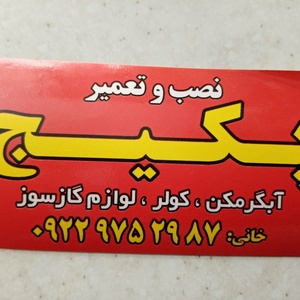 نصب و تعمیر
پکیج
آبگرمکن ، کولر ، لوازم گازسوز
خانی: ۰۹۲۲ ۹۷۵ ۲۹ ۸۷